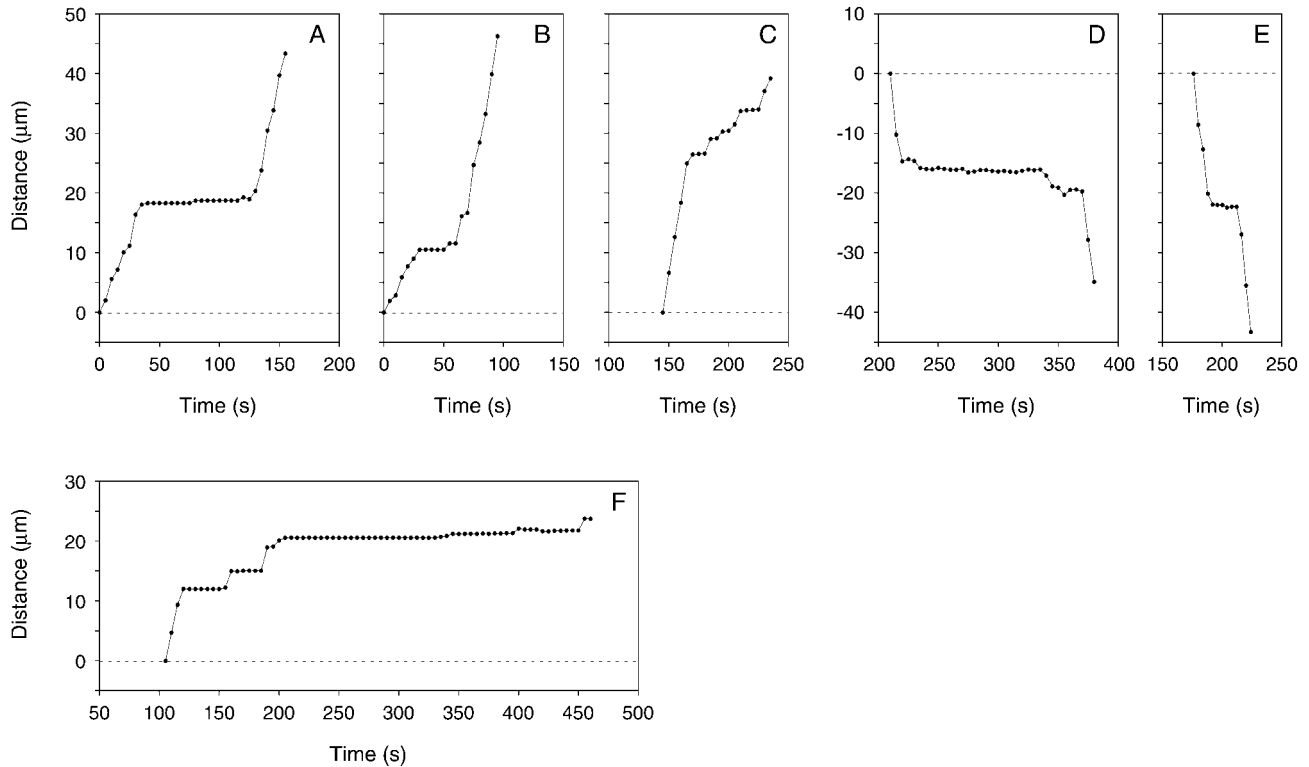 50
40
30
20
10
0
Distance (μm)
A
0 50 100 150 200
Time (s)
B
0 50 100 150
Time (s)
C
100 150 200 250
Time (s)
10
0
-10
-20
-30
-40
D
200 250 300 350 400
Time (s)
E
150 200 250
Time (s)
30
20
10
0
Distance (μm)
F
50 100 150 200 250 300 350 400 450 500
Time (s)